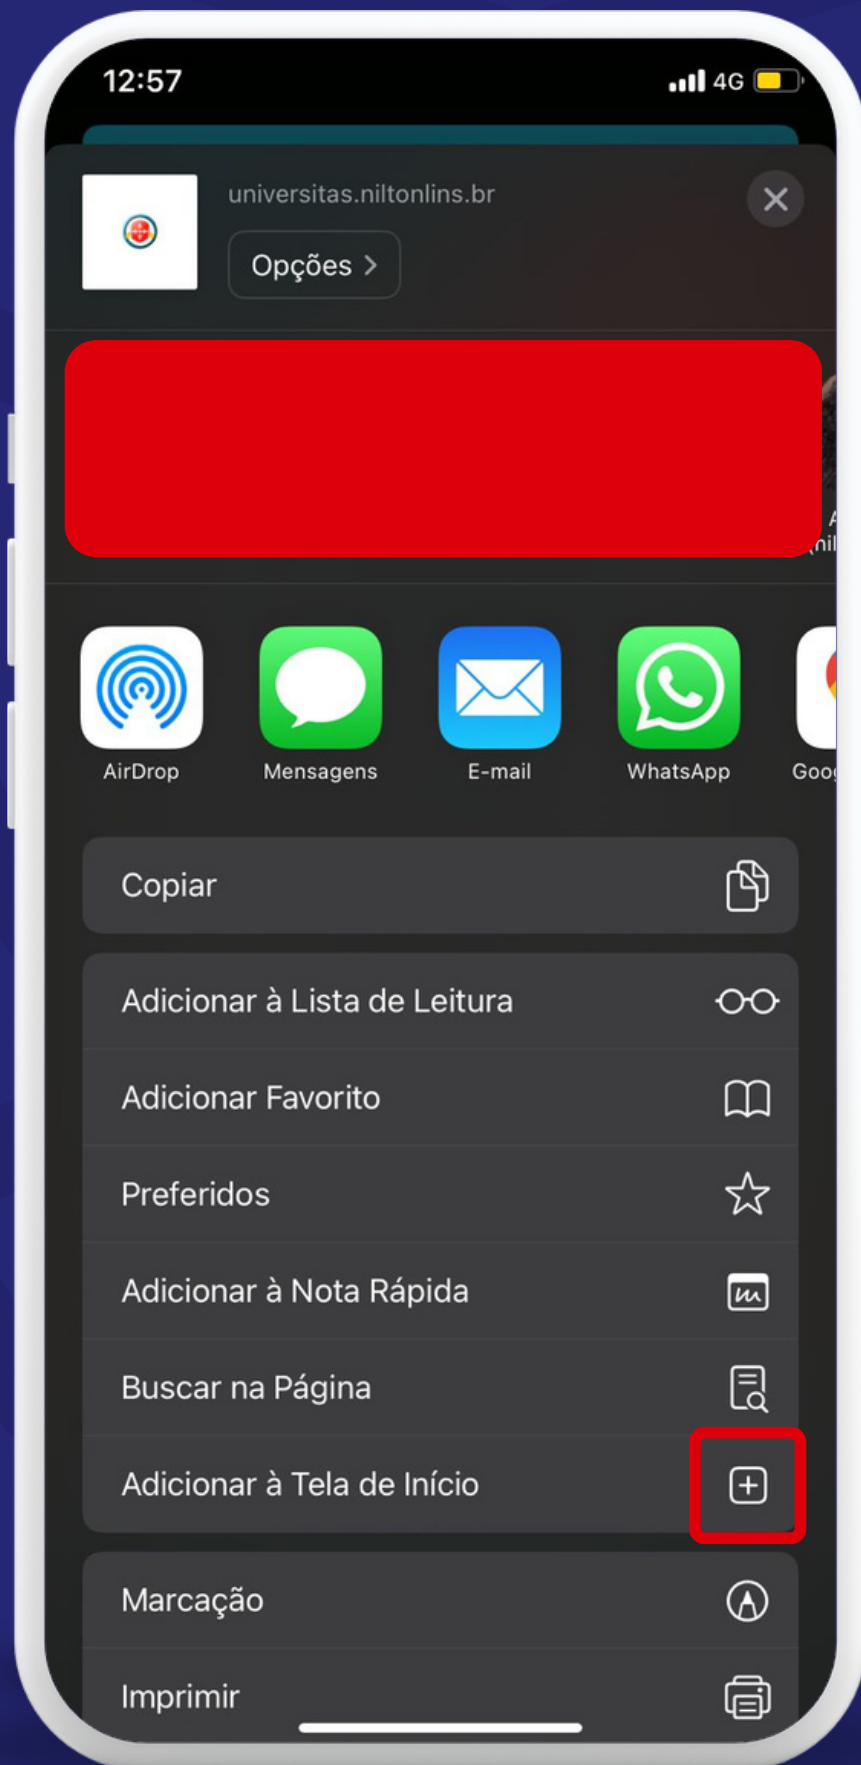 12:57
4G
universitas.niltonlins.br
Opções
AirDrop
Mensagens
E-mail
WhatsApp
Copiar
Adicionar à Lista de Leitura
Adicionar Favorito
Preferidos
Adicionar à Nota Rápida
Buscar na Página
Adicionar à Tela de Início
Marcação
Imprimir